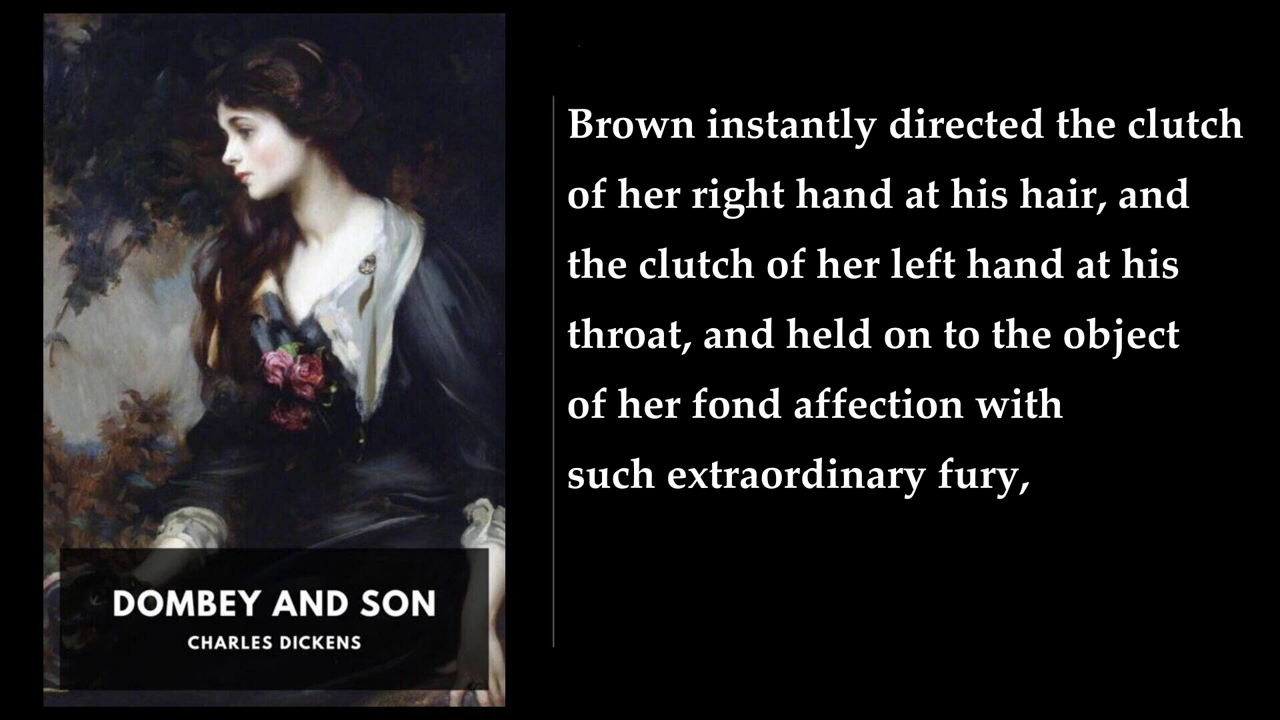 Brown instantly directed the clutch
of her right hand at his hair, and
the clutch of her left hand at his
throat, and held on to the object
of her fond affection with
such extraordinary fury,
DOMBEY AND SON
CHARLES DICKENS